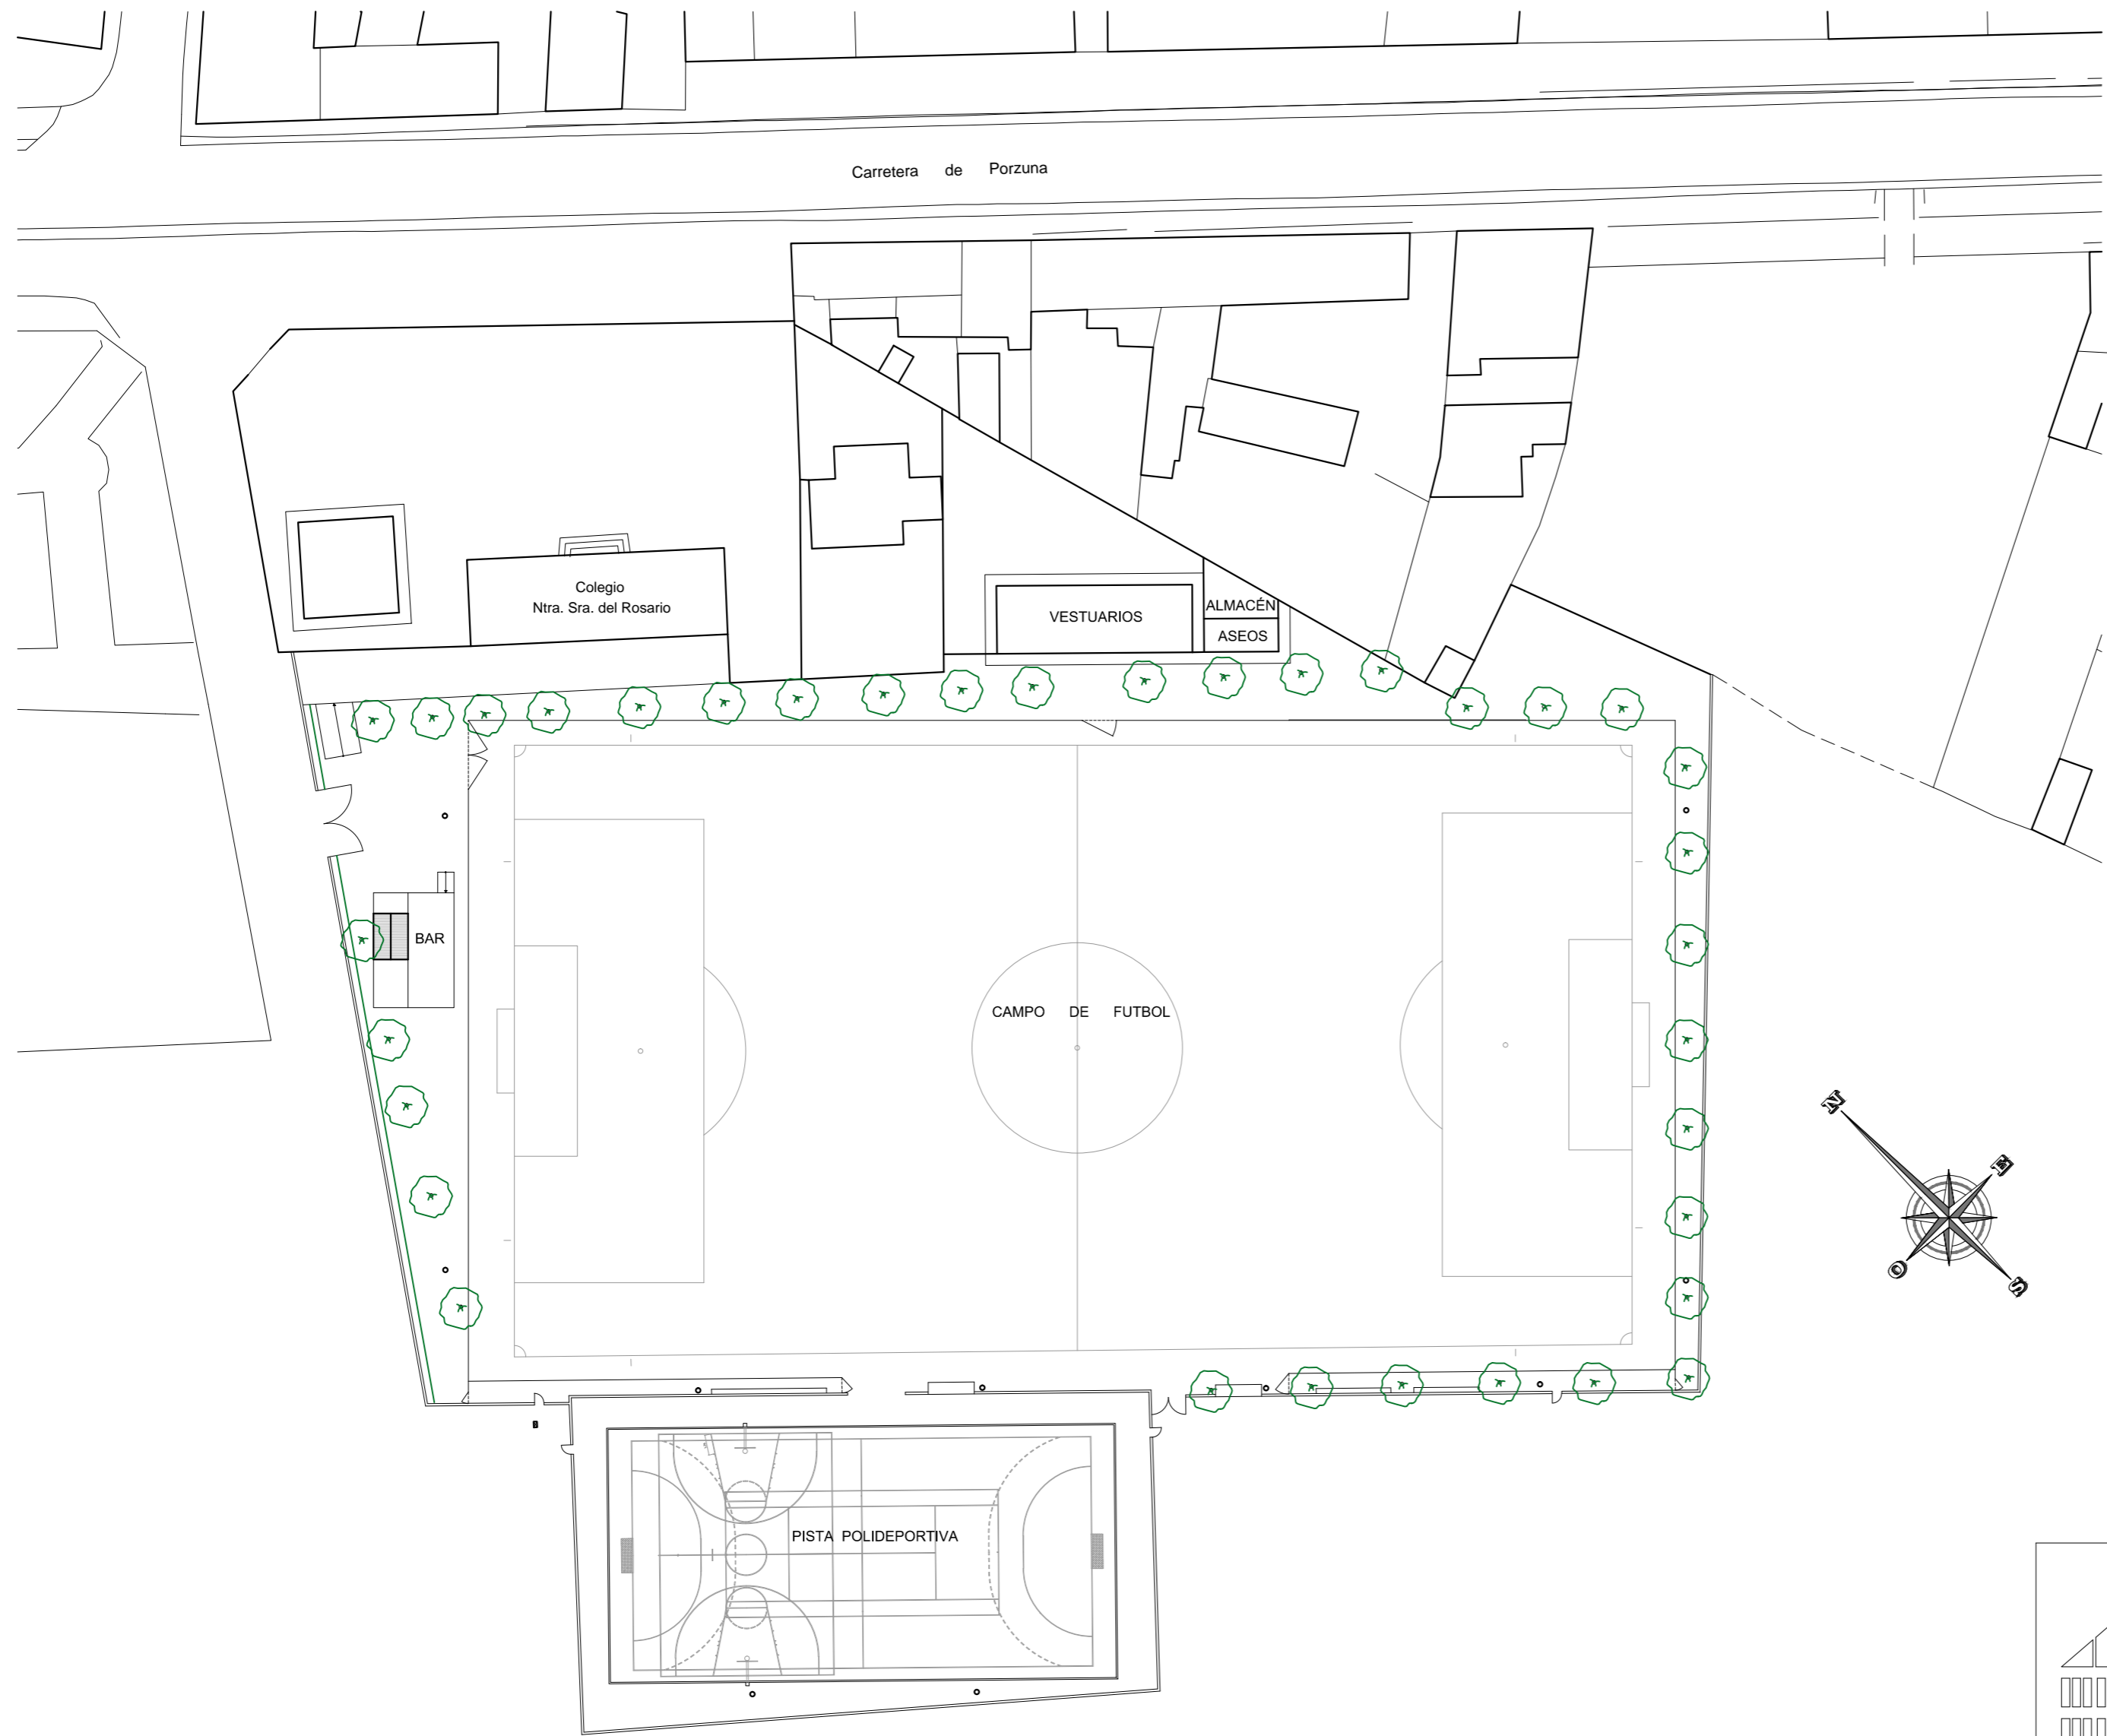 Carretera de Porzuna
Colegio
Ntra. Sra. del Rosario
VESTUARIOS
ALMACÉN
ASEOS
BAR
CAMPO DE FUTBOL
N
E
O
S
PISTA POLIDEPORTIVA